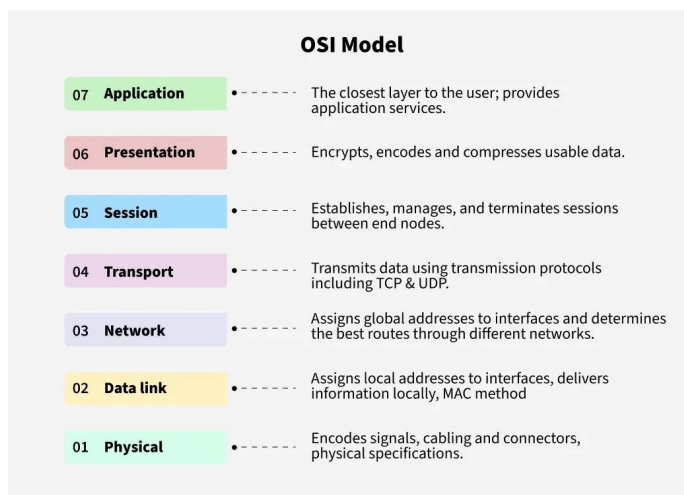 OSI Model
07 Application
The closest layer to the user; provides
application services.
06 Presentation
Encrypts, encodes and compresses usable data.
05 Session
Establishes, manages, and terminates sessions
between end nodes.
04 Transport
Transmits data using transmission protocols
including TCP & UDP.
03 Network
Assigns global addresses to interfaces and determines
the best routes through different networks.
02 Data link
Assigns local addresses to interfaces, delivers
information locally, MAC method
01 Physical
Encodes signals, cabling and connectors,
physical specifications.